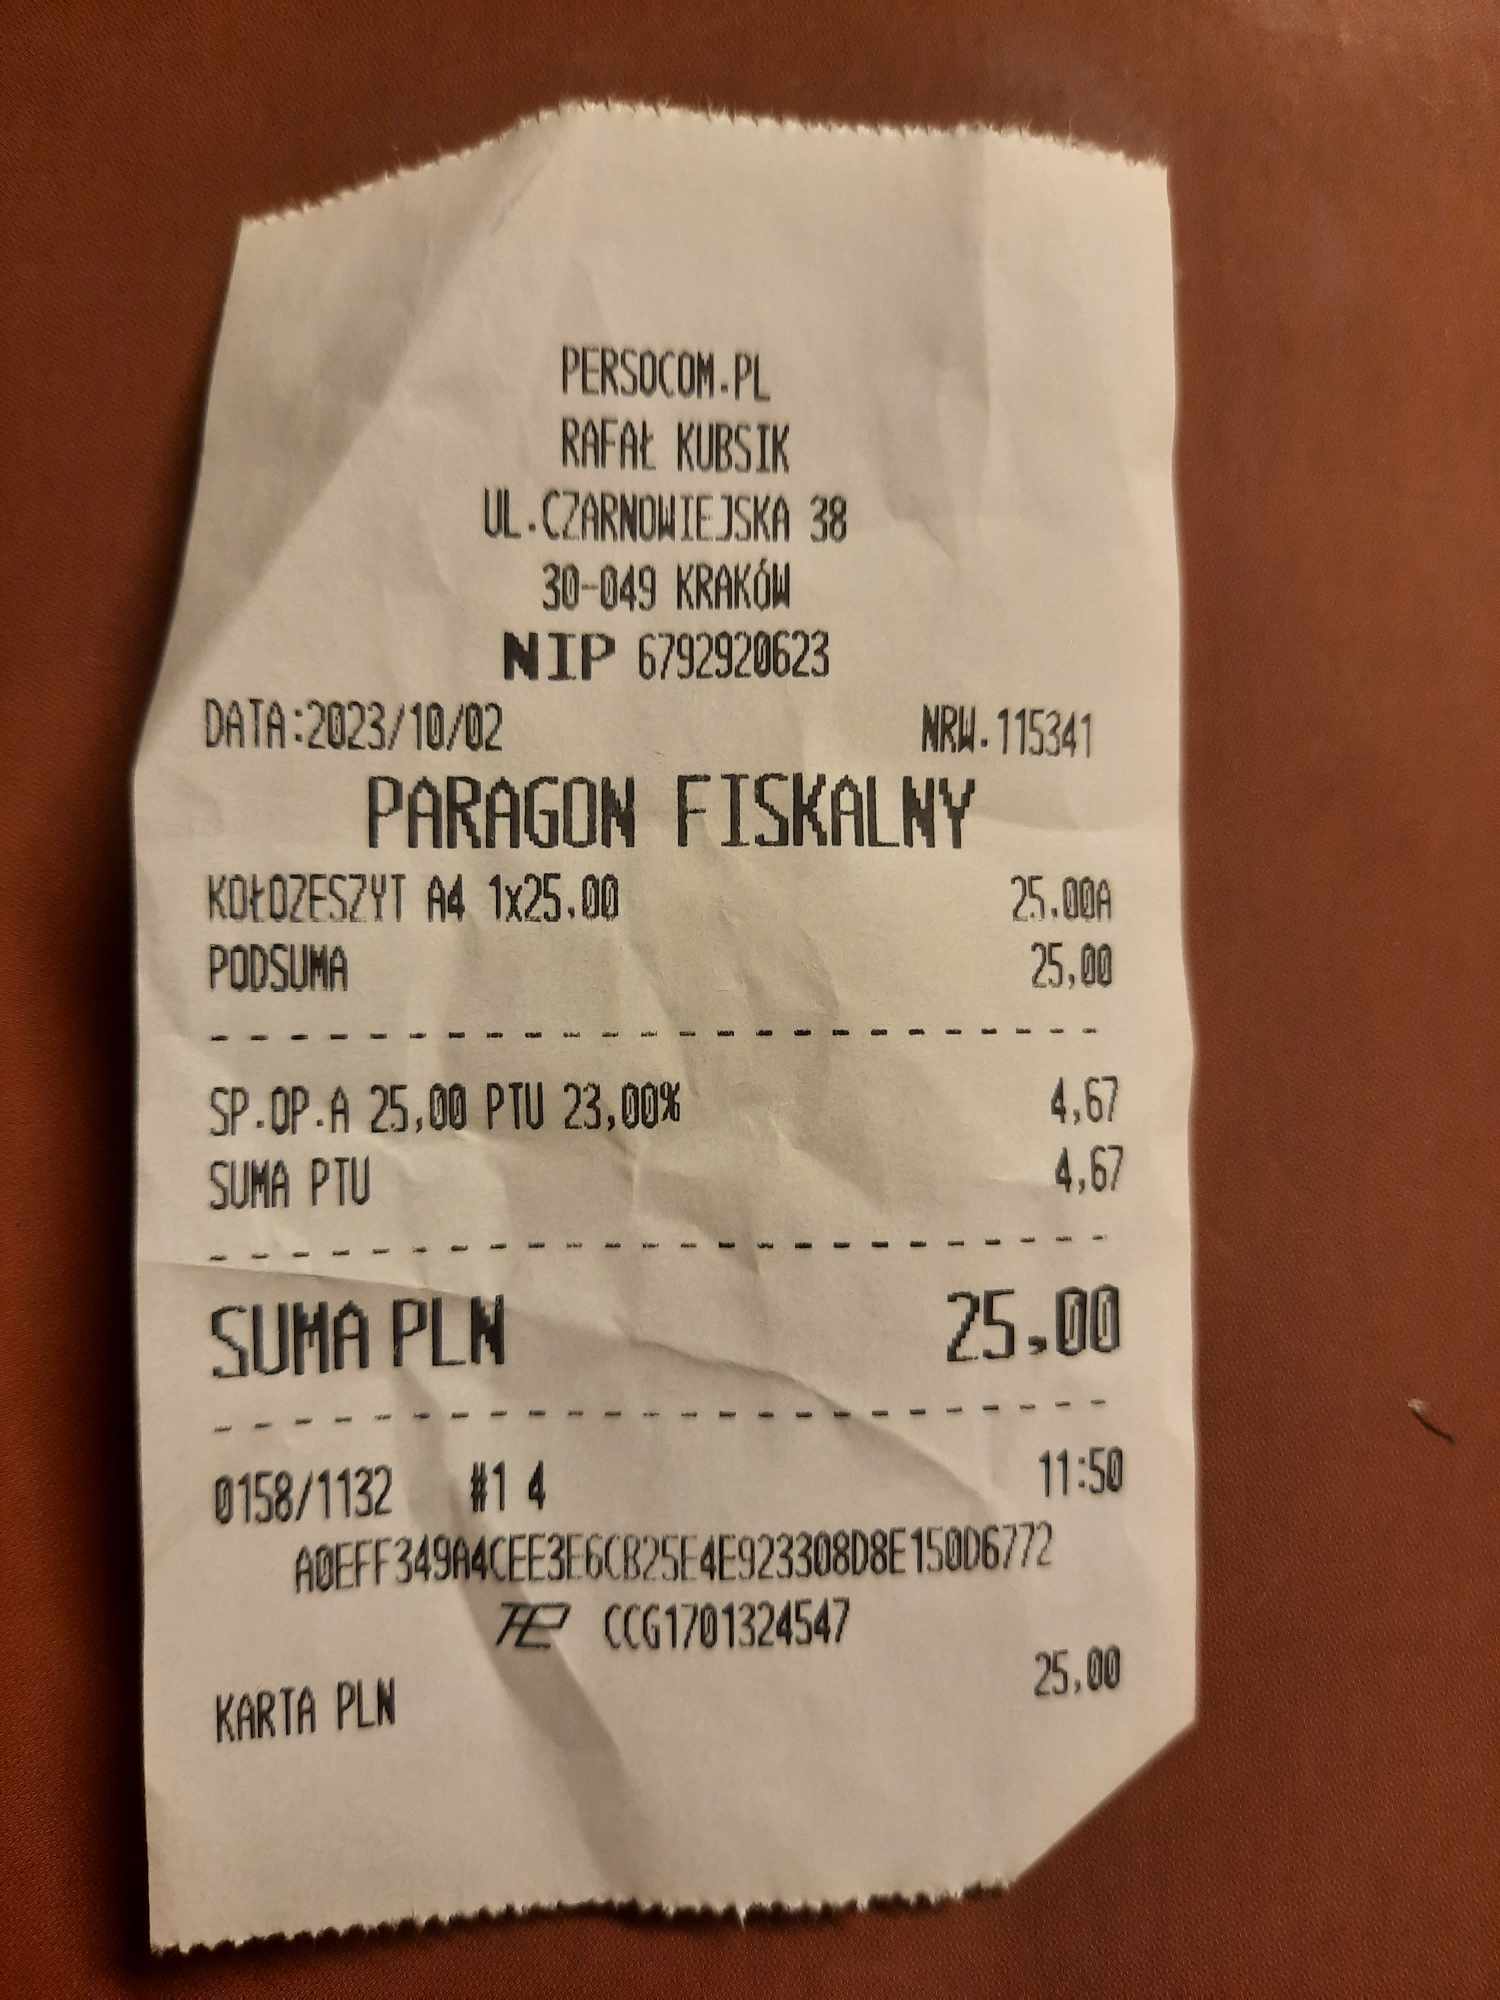 PERSOCOM.PL
RAFAŁ KUBSIK
UL.CZARNOWIEJSKA 38
30-049 KRAKÓW
NIP 6792920623
DATA:2023/10/02 NRW.115341
PARAGON FISKALNY
KOŁOZESZYT A4 1x25.00 25.00A
PODSUMA 25,00
SP.OP.A 25,00 PTU 23,00% 4,67
SUMA PTU 4,67
SUMA PLN 25,00
0158/1132 #1 4 11:50
A0EFF349A4CEE3E6CB25E4E923308D8E150D6772
CCG1701324547
KARTA PLN 25,00